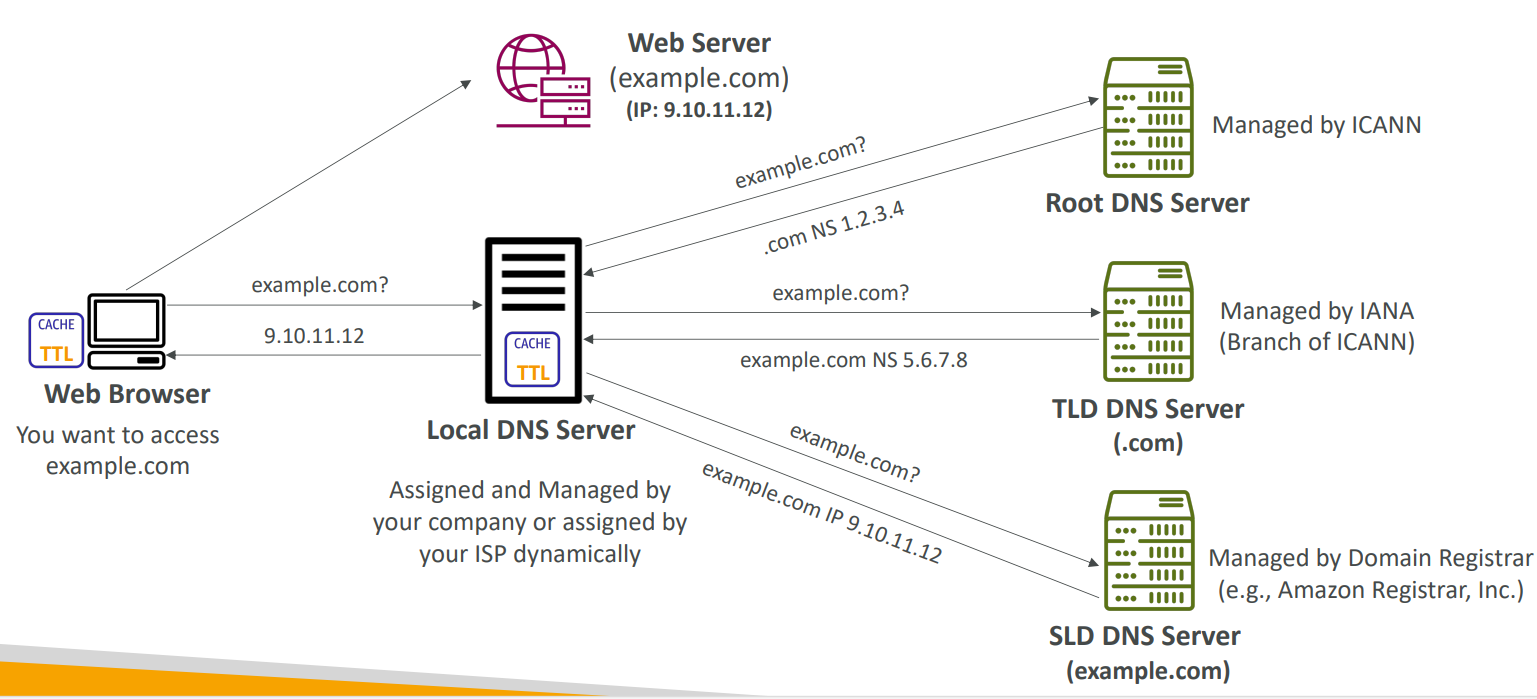 Web Server
(example.com)
(IP: 9.10.11.12)
Managed by ICANN
Root DNS Server
example.com?
.com NS 1.2.3.4
example.com?
9.10.11.12
CACHE
TTL
Web Browser
You want to access
example.com
CACHE
TTL
Local DNS Server
Assigned and Managed by
your company or assigned by
your ISP dynamically
example.com?
example.com NS 5.6.7.8
Managed by IANA
(Branch of ICANN)
TLD DNS Server
(.com)
example.com?
example.com IP 9.10.11.12
Managed by Domain Registrar
(e.g., Amazon Registrar, Inc.)
SLD DNS Server
(example.com)